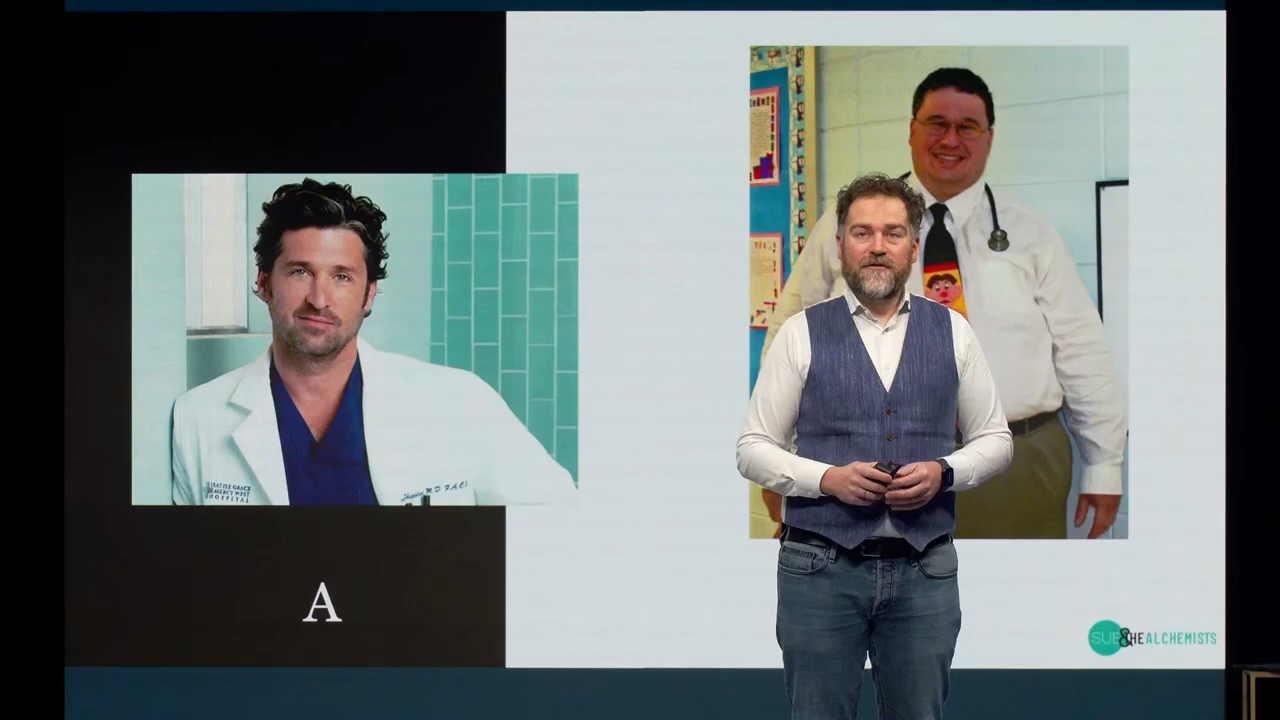 SEATTLE GRACE
MERCY WEST
HOSPITAL
M.D. F.A.C.S.
A
SUE & THE ALCHEMISTS